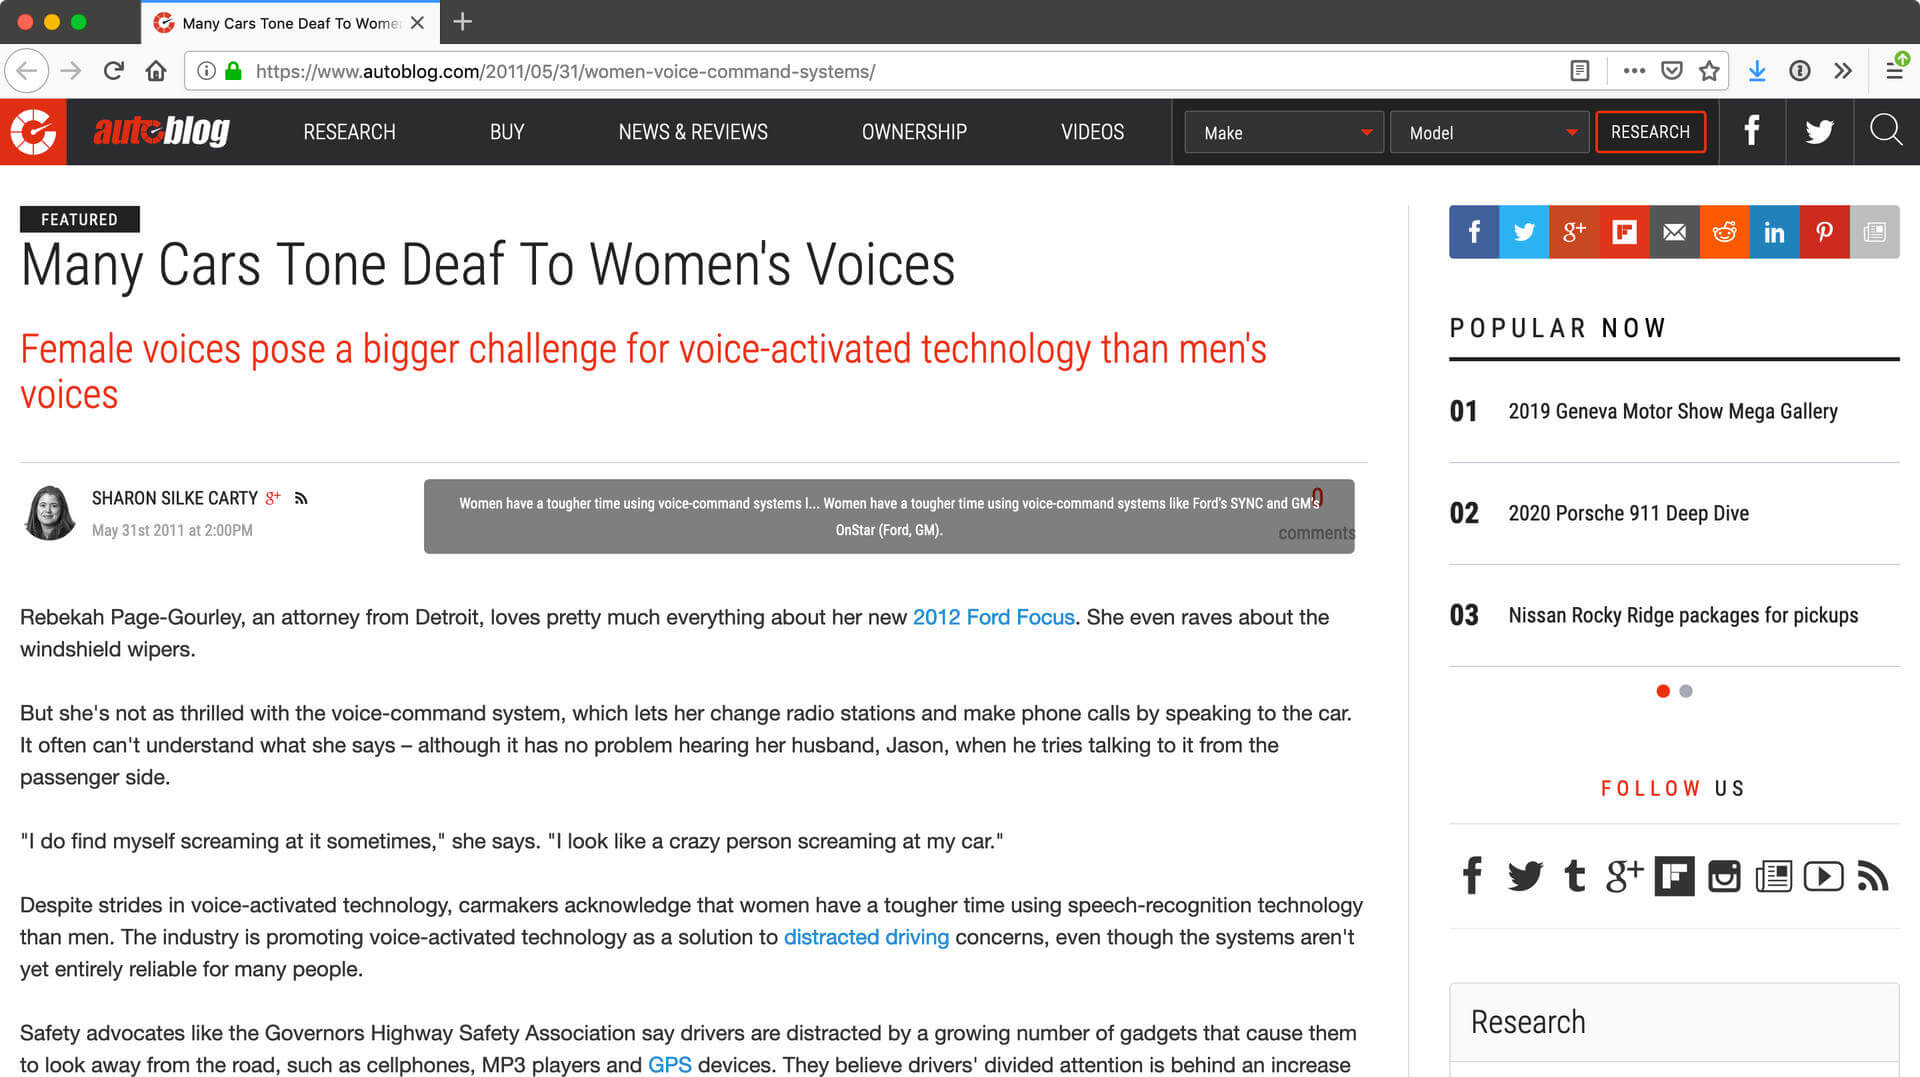 Many Cars Tone Deaf To Wome
https://www.autoblog.com/2011/05/31/women-voice-command-systems/
autoblog
RESEARCH
BUY
NEWS & REVIEWS
OWNERSHIP
VIDEOS
Make
Model
RESEARCH
FEATURED
Many Cars Tone Deaf To Women's Voices
Female voices pose a bigger challenge for voice-activated technology than men's
voices
SHARON SILKE CARTY g+
May 31st 2011 at 2:00PM
Women have a tougher time using voice-command systems l... Women have a tougher time using voice-command systems like Ford's SYNC and GM's
OnStar (Ford, GM).
0
comments
Rebekah Page-Gourley, an attorney from Detroit, loves pretty much everything about her new 2012 Ford Focus. She even raves about the
windshield wipers.
But she's not as thrilled with the voice-command system, which lets her change radio stations and make phone calls by speaking to the car.
It often can't understand what she says – although it has no problem hearing her husband, Jason, when he tries talking to it from the
passenger side.
"I do find myself screaming at it sometimes," she says. "I look like a crazy person screaming at my car."
Despite strides in voice-activated technology, carmakers acknowledge that women have a tougher time using speech-recognition technology
than men. The industry is promoting voice-activated technology as a solution to distracted driving concerns, even though the systems aren't
yet entirely reliable for many people.
Safety advocates like the Governors Highway Safety Association say drivers are distracted by a growing number of gadgets that cause them
to look away from the road, such as cellphones, MP3 players and GPS devices. They believe drivers' divided attention is behind an increase
POPULAR NOW
01 2019 Geneva Motor Show Mega Gallery
02 2020 Porsche 911 Deep Dive
03 Nissan Rocky Ridge packages for pickups
FOLLOW US
Research